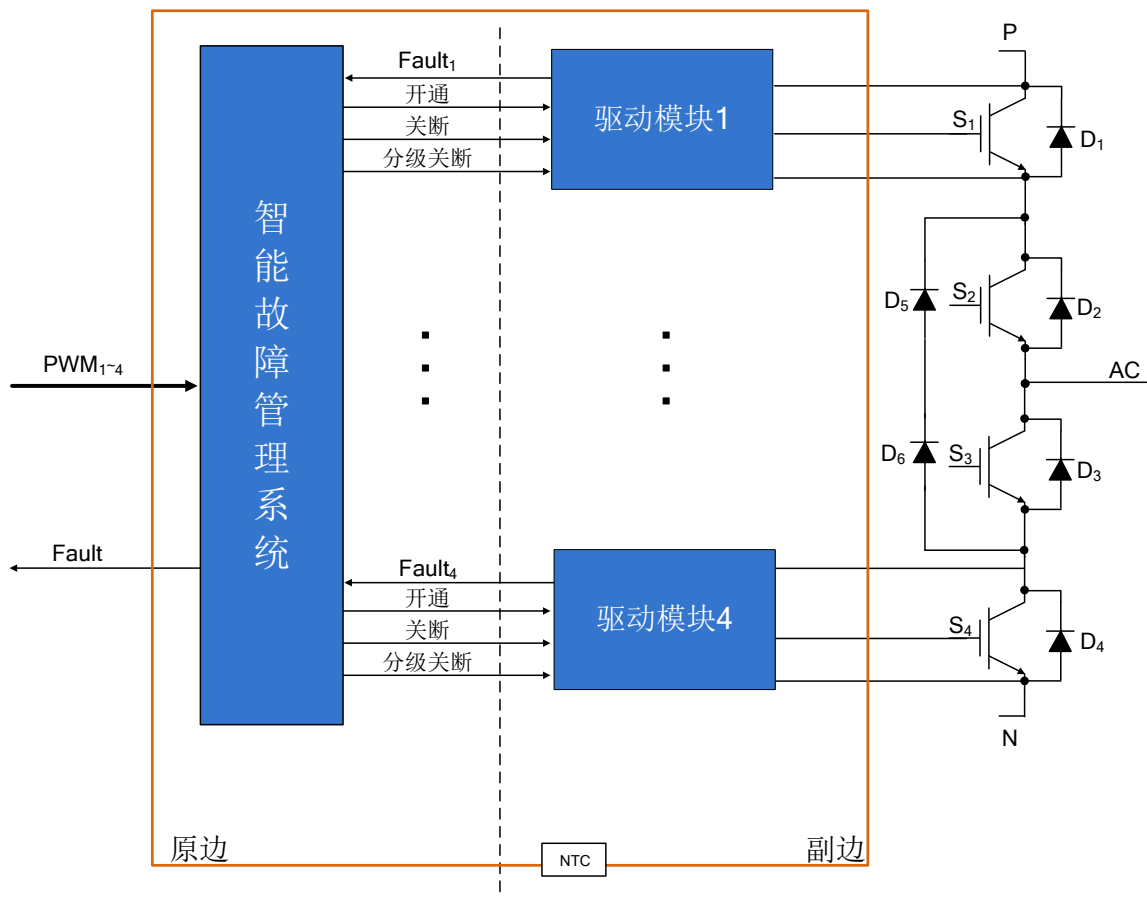 P
Fault₁
开通
关断
分级关断
驱动模块1
S₁
D₁
智能故障管理系统
D₅
S₂
D₂
PWM₁~₄
AC
D₆
S₃
D₃
Fault
Fault₄
开通
关断
分级关断
驱动模块4
S₄
D₄
N
原边
NTC
副边